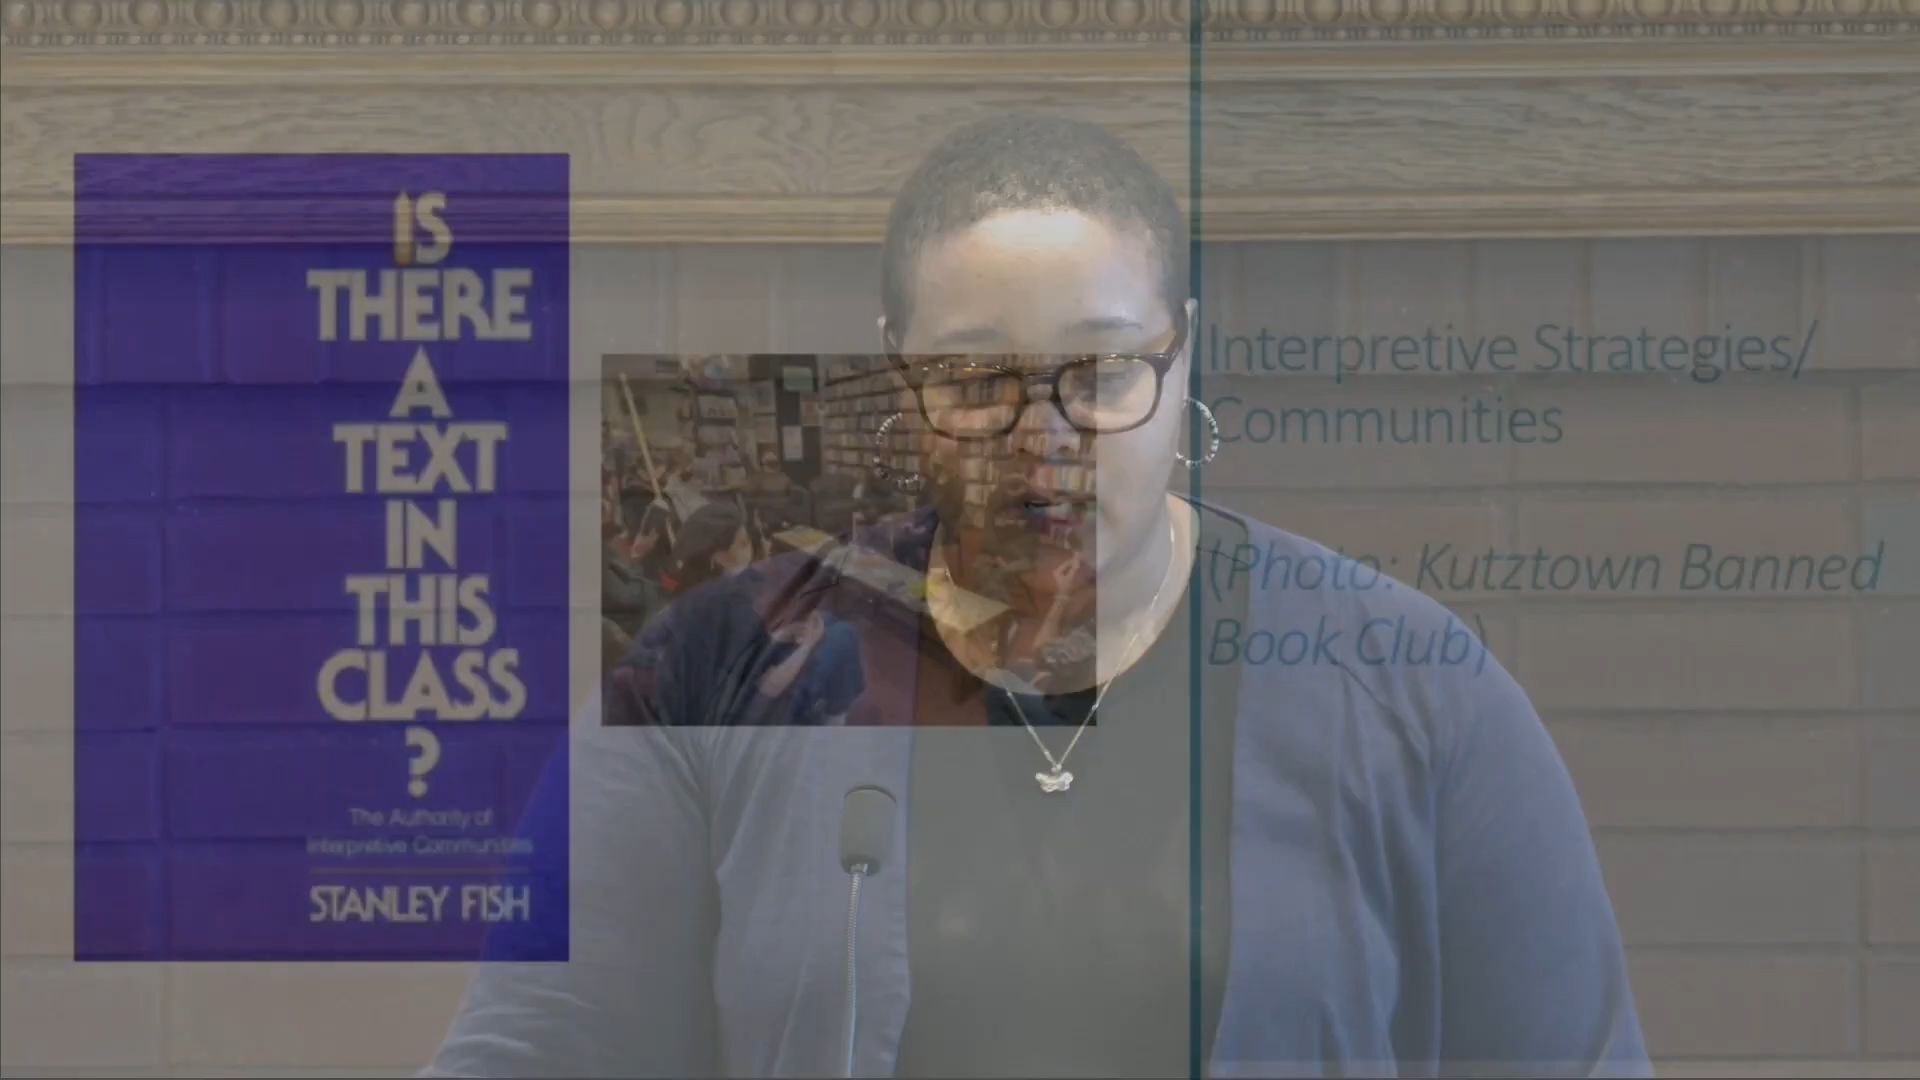 IS
THERE
A
TEXT
IN
THIS
CLASS
?
The Authority of
Interpretive Communities
STANLEY FISH
Interpretive Strategies/
Communities
(Photo: Kutztown Banned
Book Club)